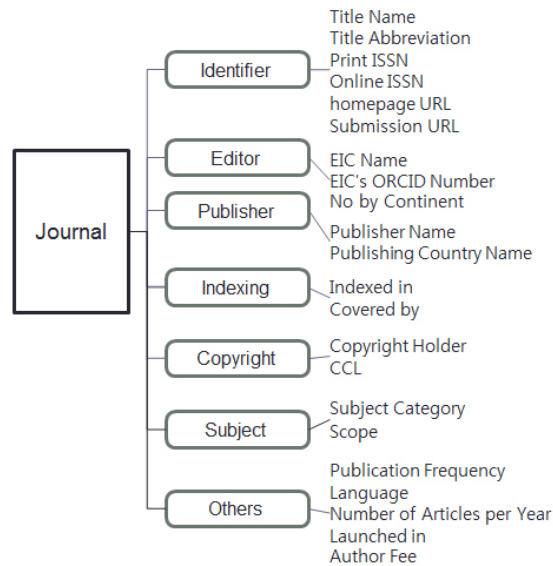 Journal
Identifier
Title Name
Title Abbreviation
Print ISSN
Online ISSN
homepage URL
Submission URL
Editor
EIC Name
EIC's ORCID Number
No by Continent
Publisher
Publisher Name
Publishing Country Name
Indexing
Indexed in
Covered by
Copyright
Copyright Holder
CCL
Subject
Subject Category
Scope
Others
Publication Frequency
Language
Number of Articles per Year
Launched in
Author Fee